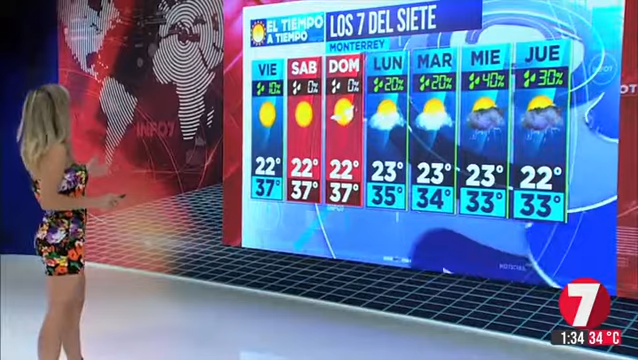 EL TIEMPO
A TIEMPO
LOS 7 DEL SIETE
MONTERREY
VIE SAB DOM LUN MAR MIE JUE
10% 0% 0% 20% 20% 40% 30%
22° 22° 22° 23° 23° 23° 22°
37° 37° 37° 35° 34° 33° 33°
INFO7
7
1:34 34 °C